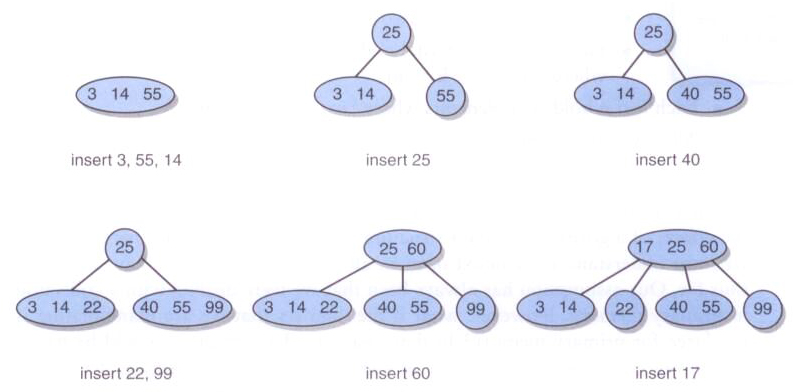 25
3 14
55
3 14 55
insert 3, 55, 14
insert 25
25
3 14
40 55
insert 40
25
3 14 22
40 55 99
insert 22, 99
25 60
3 14 22
40 55
99
insert 60
17 25 60
3 14
22
40 55
99
insert 17